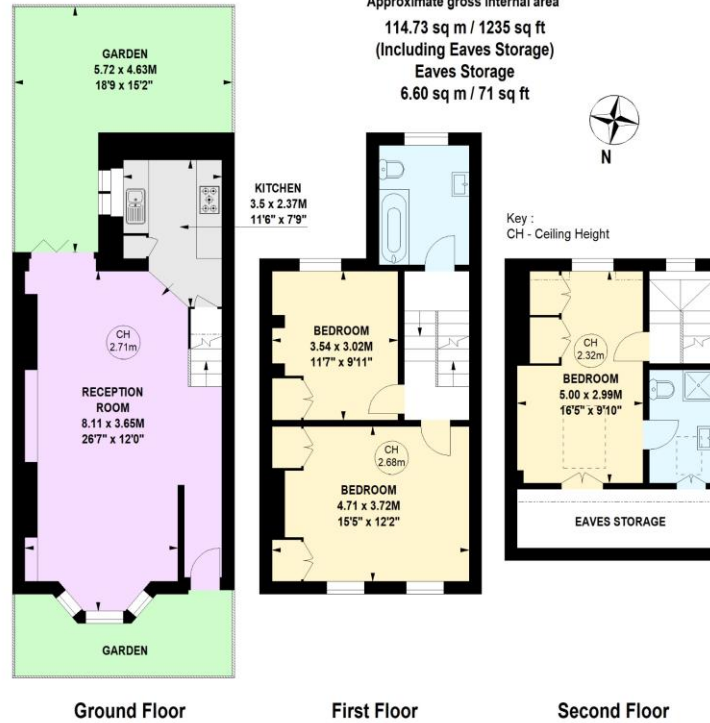 Approximate gross internal area
114.73 sq m / 1235 sq ft
(Including Eaves Storage)
Eaves Storage
6.60 sq m / 71 sq ft
N
Key :
CH - Ceiling Height
GARDEN
5.72 x 4.63M
18'9 x 15'2"
KITCHEN
3.5 x 2.37M
11'6" x 7'9"
CH
2.71m
RECEPTION
ROOM
8.11 x 3.65M
26'7" x 12'0"
GARDEN
Ground Floor
BEDROOM
3.54 x 3.02M
11'7" x 9'11"
CH
2.68m
BEDROOM
4.71 x 3.72M
15'5" x 12'2"
First Floor
CH
2.32m
BEDROOM
5.00 x 2.99M
16'5" x 9'10"
EAVES STORAGE
Second Floor